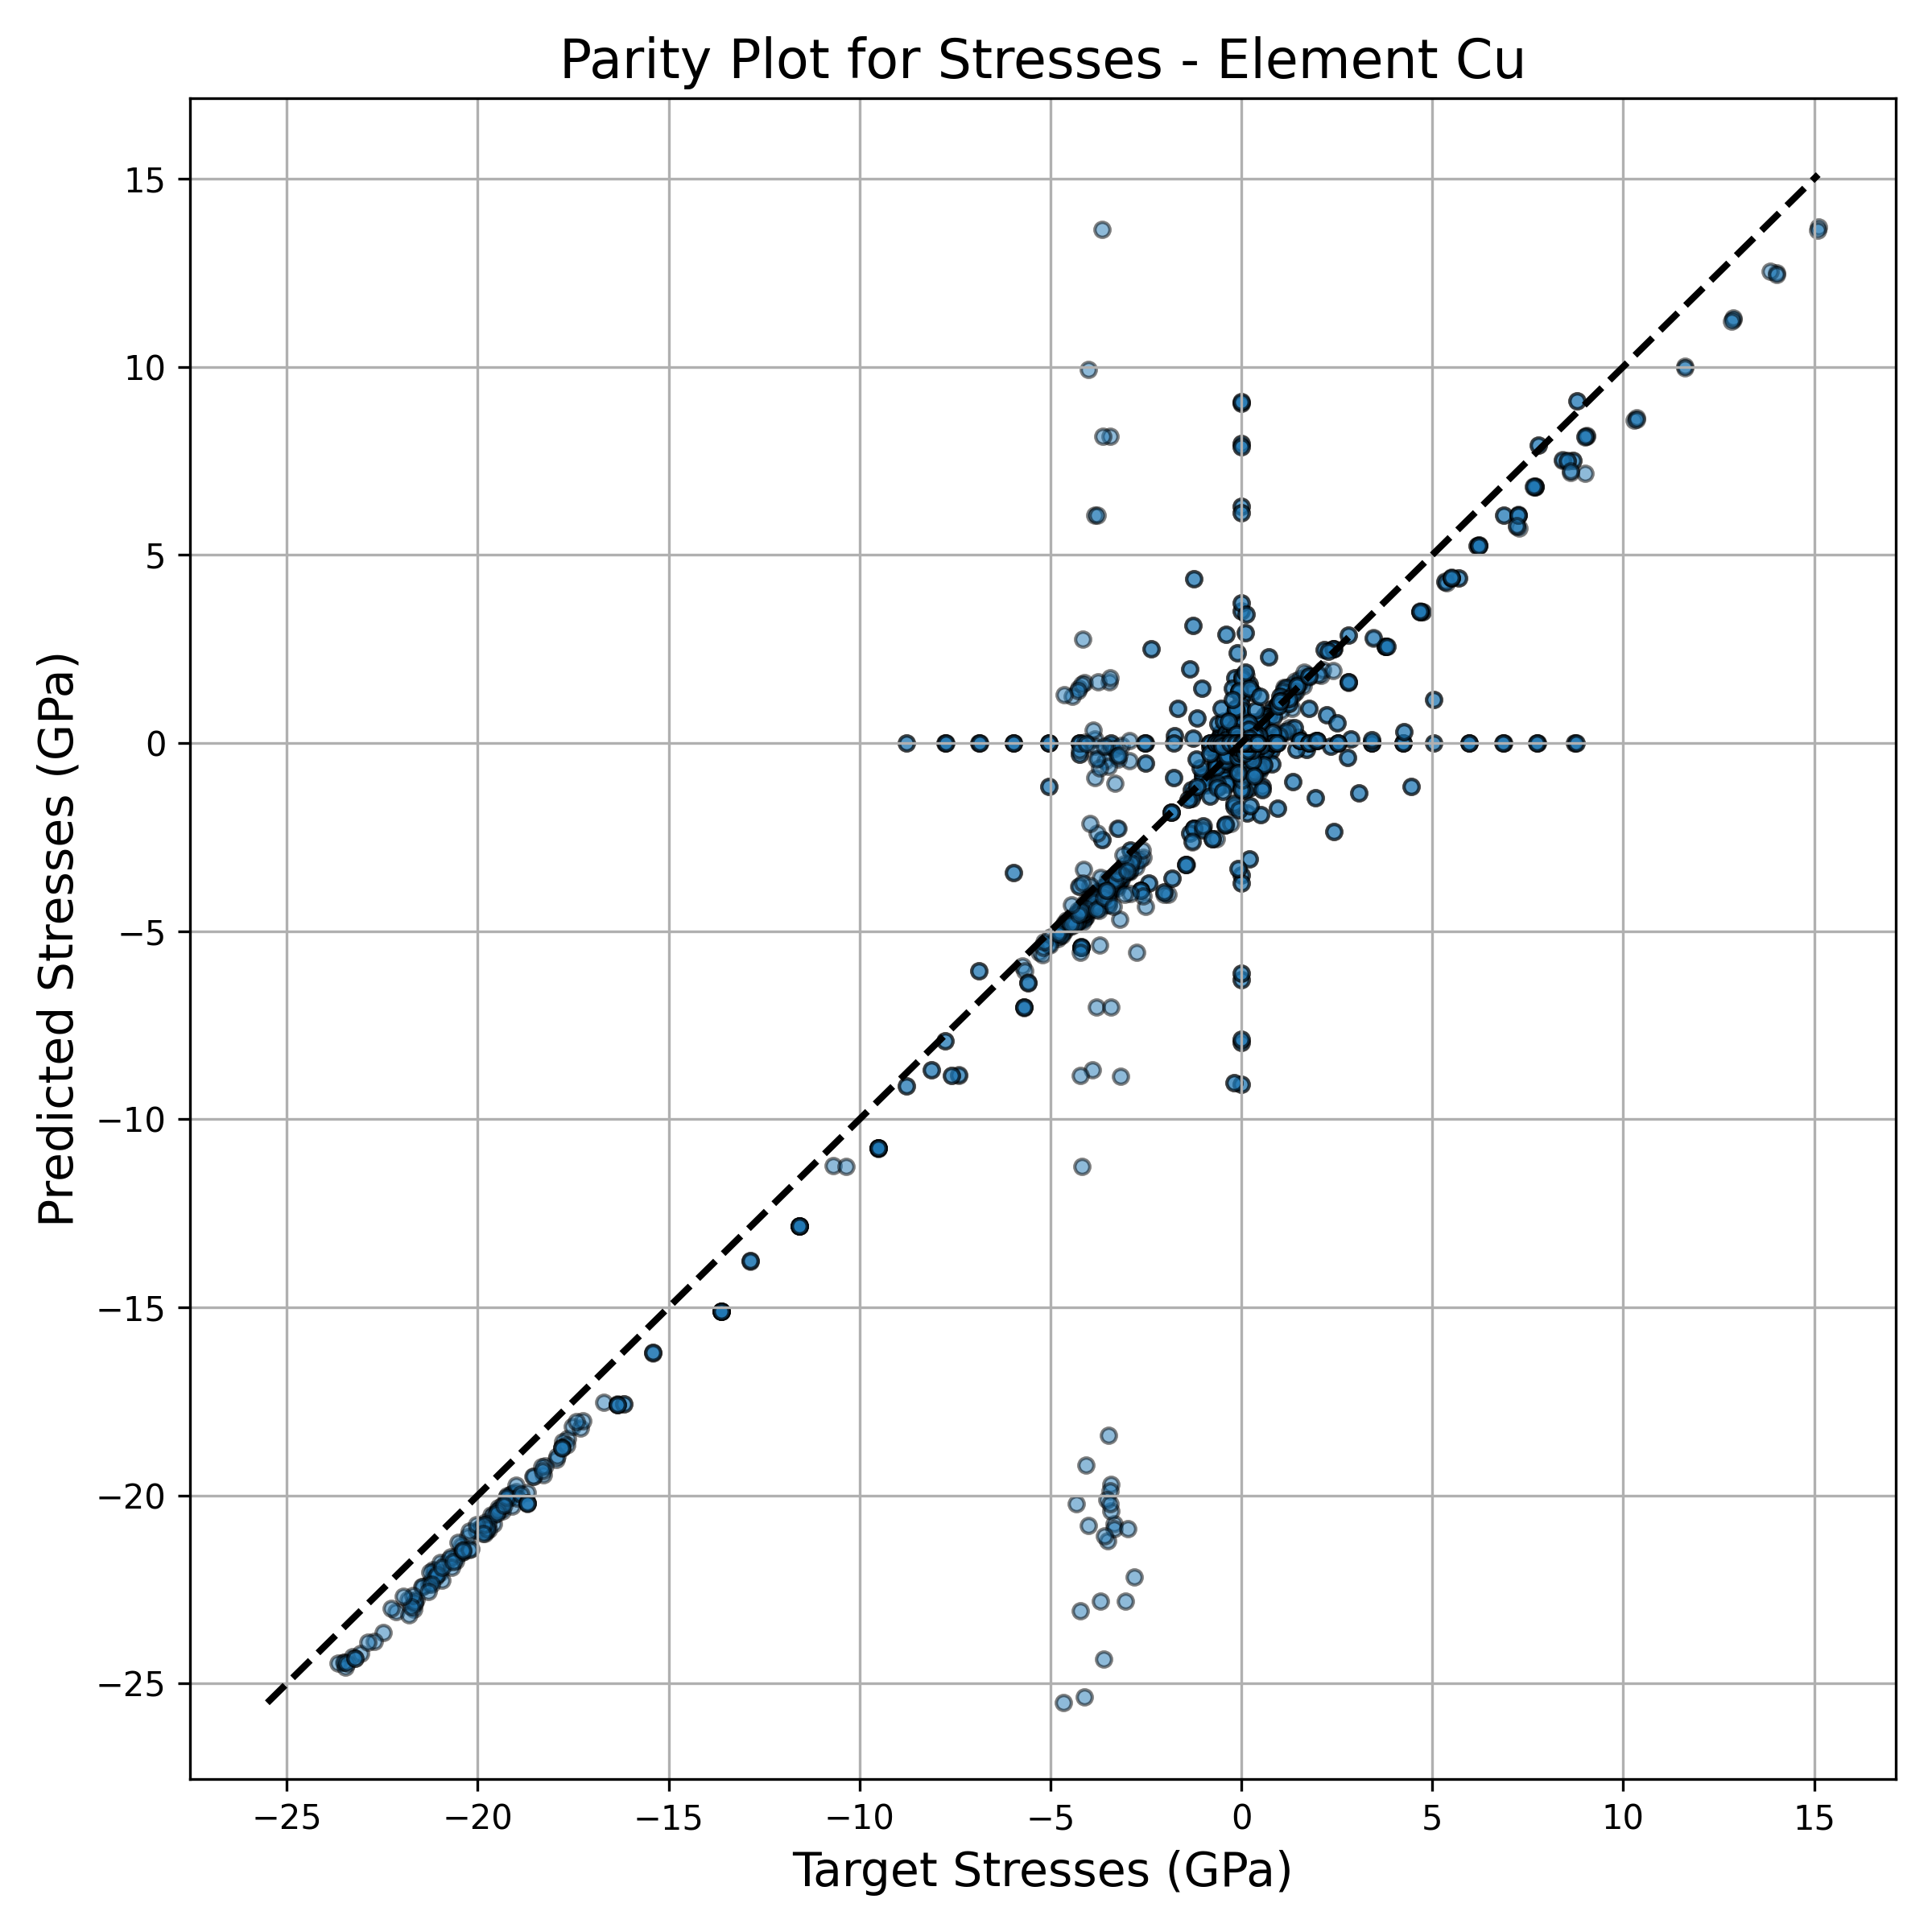 Parity Plot for Stresses - Element Cu
15
10
5
0
−5
−10
−15
−20
−25
Predicted Stresses (GPa)
−25 −20 −15 −10 −5 0 5 10 15
Target Stresses (GPa)